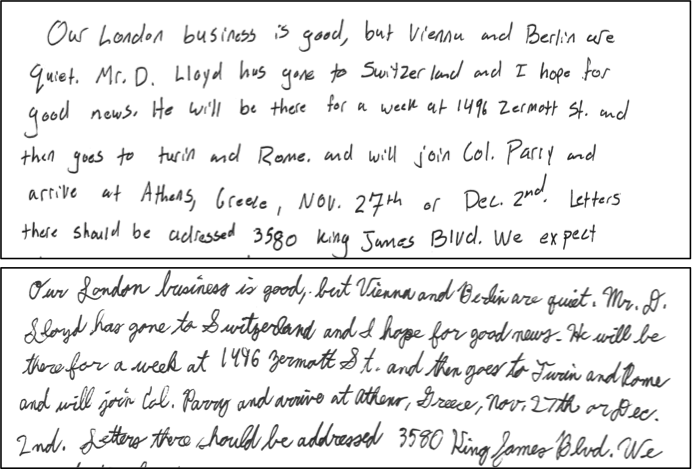 Our London business is good, but Vienna and Berlin are
quiet. Mr. D. Lloyd has gone to Switzerland and I hope for
good news. He will be there for a week at 1496 Zermott St. and
then goes to turin and Rome. and will join Col. Parry and
arrive at Athens, Greece, Nov. 27th or Dec. 2nd. Letters
there should be adressed 3580 King James Blvd. We expect
Our London business is good, but Vienna and Berlin are quiet. Mr. D.
Lloyd has gone to Switzerland and I hope for good news. He will be
there for a week at 1496 Zermott St. and then goes to Turin and Rome
and will join Col. Parry and arrive at Athens, Greece, Nov. 27th or Dec.
2nd. Letters there should be addressed 3580 King James Blvd. We